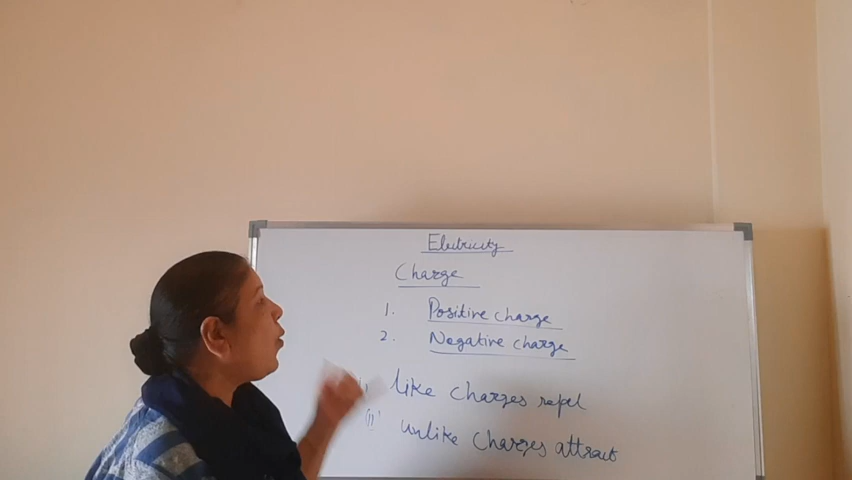 Electricity
Charge
1. Positive charge
2. Negative charge
like charges repel
(ii) unlike charges attract